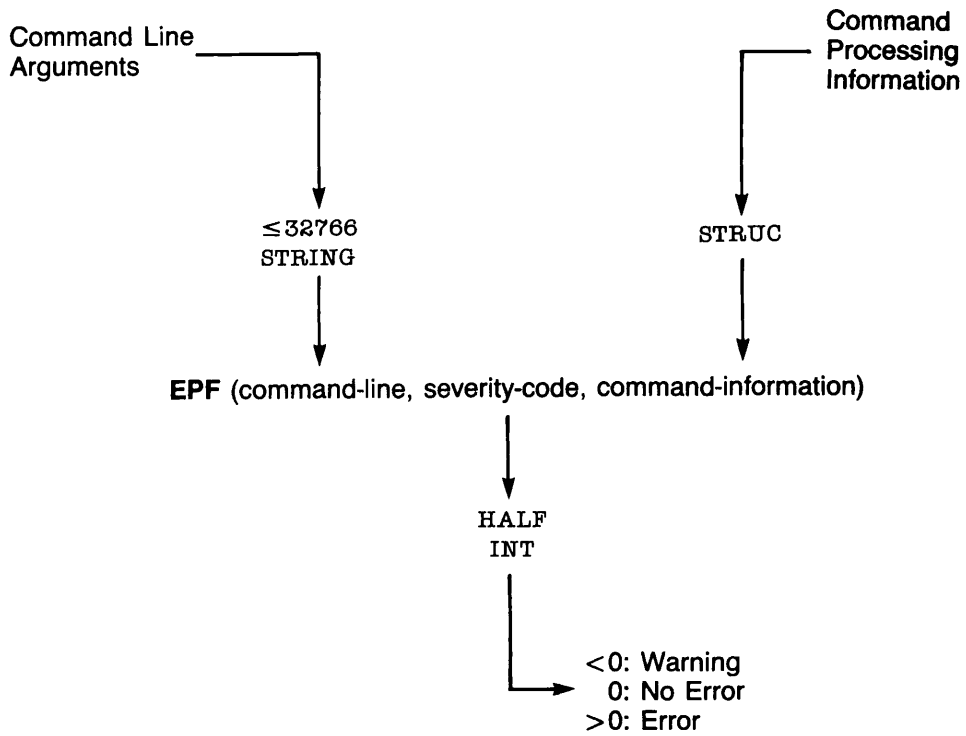 Command Line
Arguments
Command
Processing
Information
≤32766
STRING
STRUC
EPF (command-line, severity-code, command-information)
HALF
INT
<0: Warning
0: No Error
>0: Error